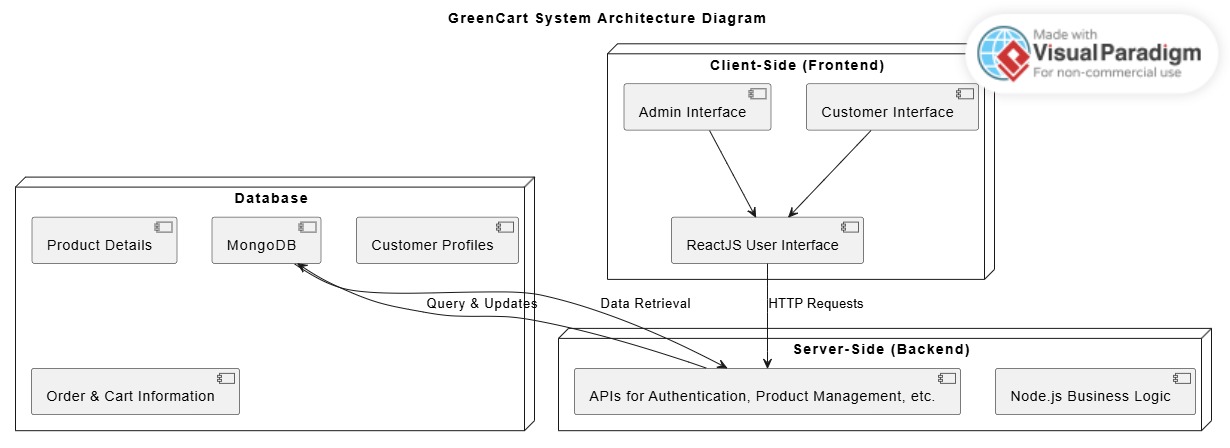 GreenCart System Architecture Diagram
Made with
Visual Paradigm
For non-commercial use
Client-Side (Frontend)
Admin Interface
Customer Interface
ReactJS User Interface
Database
Product Details
MongoDB
Customer Profiles
Query & Updates
Data Retrieval
HTTP Requests
Order & Cart Information
Server-Side (Backend)
APIs for Authentication, Product Management, etc.
Node.js Business Logic